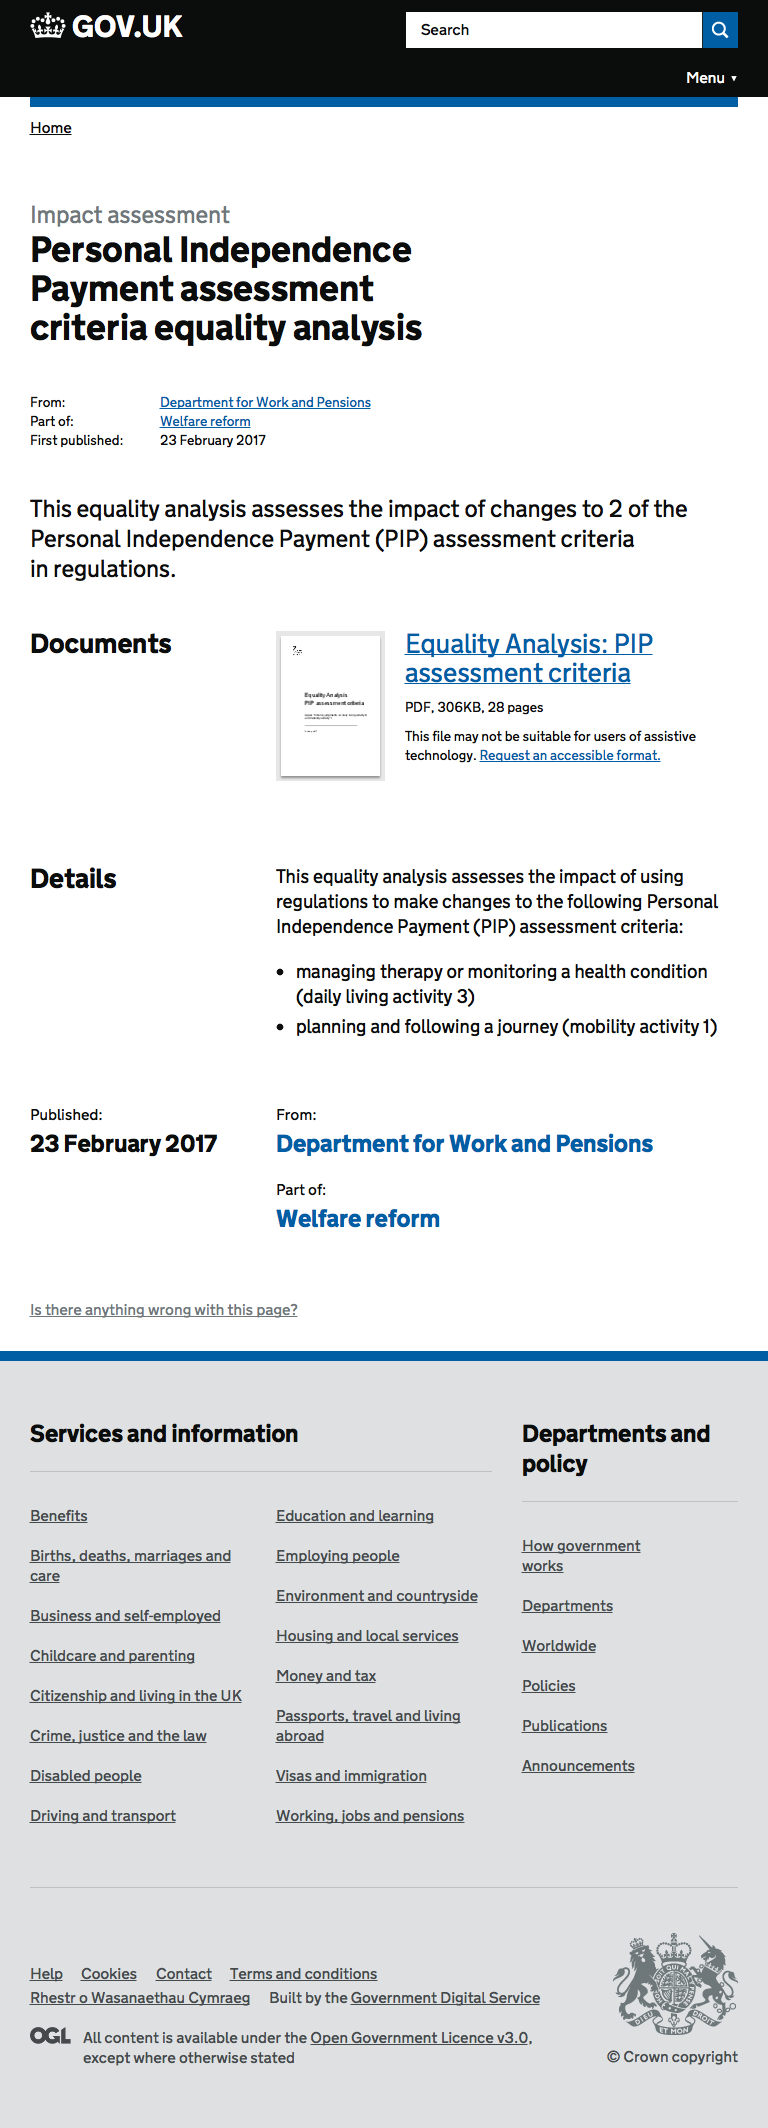 GOV.UK
Search
Menu ▼
Home
Impact assessment
Personal Independence
Payment assessment
criteria equality analysis
From: Department for Work and Pensions
Part of: Welfare reform
First published: 23 February 2017
This equality analysis assesses the impact of changes to 2 of the
Personal Independence Payment (PIP) assessment criteria
in regulations.
Documents
Equality Analysis
PIP assessment criteria
Equality Analysis: PIP
assessment criteria
PDF, 306KB, 28 pages
This file may not be suitable for users of assistive
technology. Request an accessible format.
Details
This equality analysis assesses the impact of using
regulations to make changes to the following Personal
Independence Payment (PIP) assessment criteria:
• managing therapy or monitoring a health condition
(daily living activity 3)
• planning and following a journey (mobility activity 1)
Published:
23 February 2017
From:
Department for Work and Pensions
Part of:
Welfare reform
Is there anything wrong with this page?
Services and information
Benefits
Births, deaths, marriages and
care
Business and self-employed
Childcare and parenting
Citizenship and living in the UK
Crime, justice and the law
Disabled people
Driving and transport
Education and learning
Employing people
Environment and countryside
Housing and local services
Money and tax
Passports, travel and living
abroad
Visas and immigration
Working, jobs and pensions
Departments and
policy
How government
works
Departments
Worldwide
Policies
Publications
Announcements
Help Cookies Contact Terms and conditions
Rhestr o Wasanaethau Cymraeg Built by the Government Digital Service
OGL All content is available under the Open Government Licence v3.0,
except where otherwise stated
DIEU ET MON DROIT
© Crown copyright